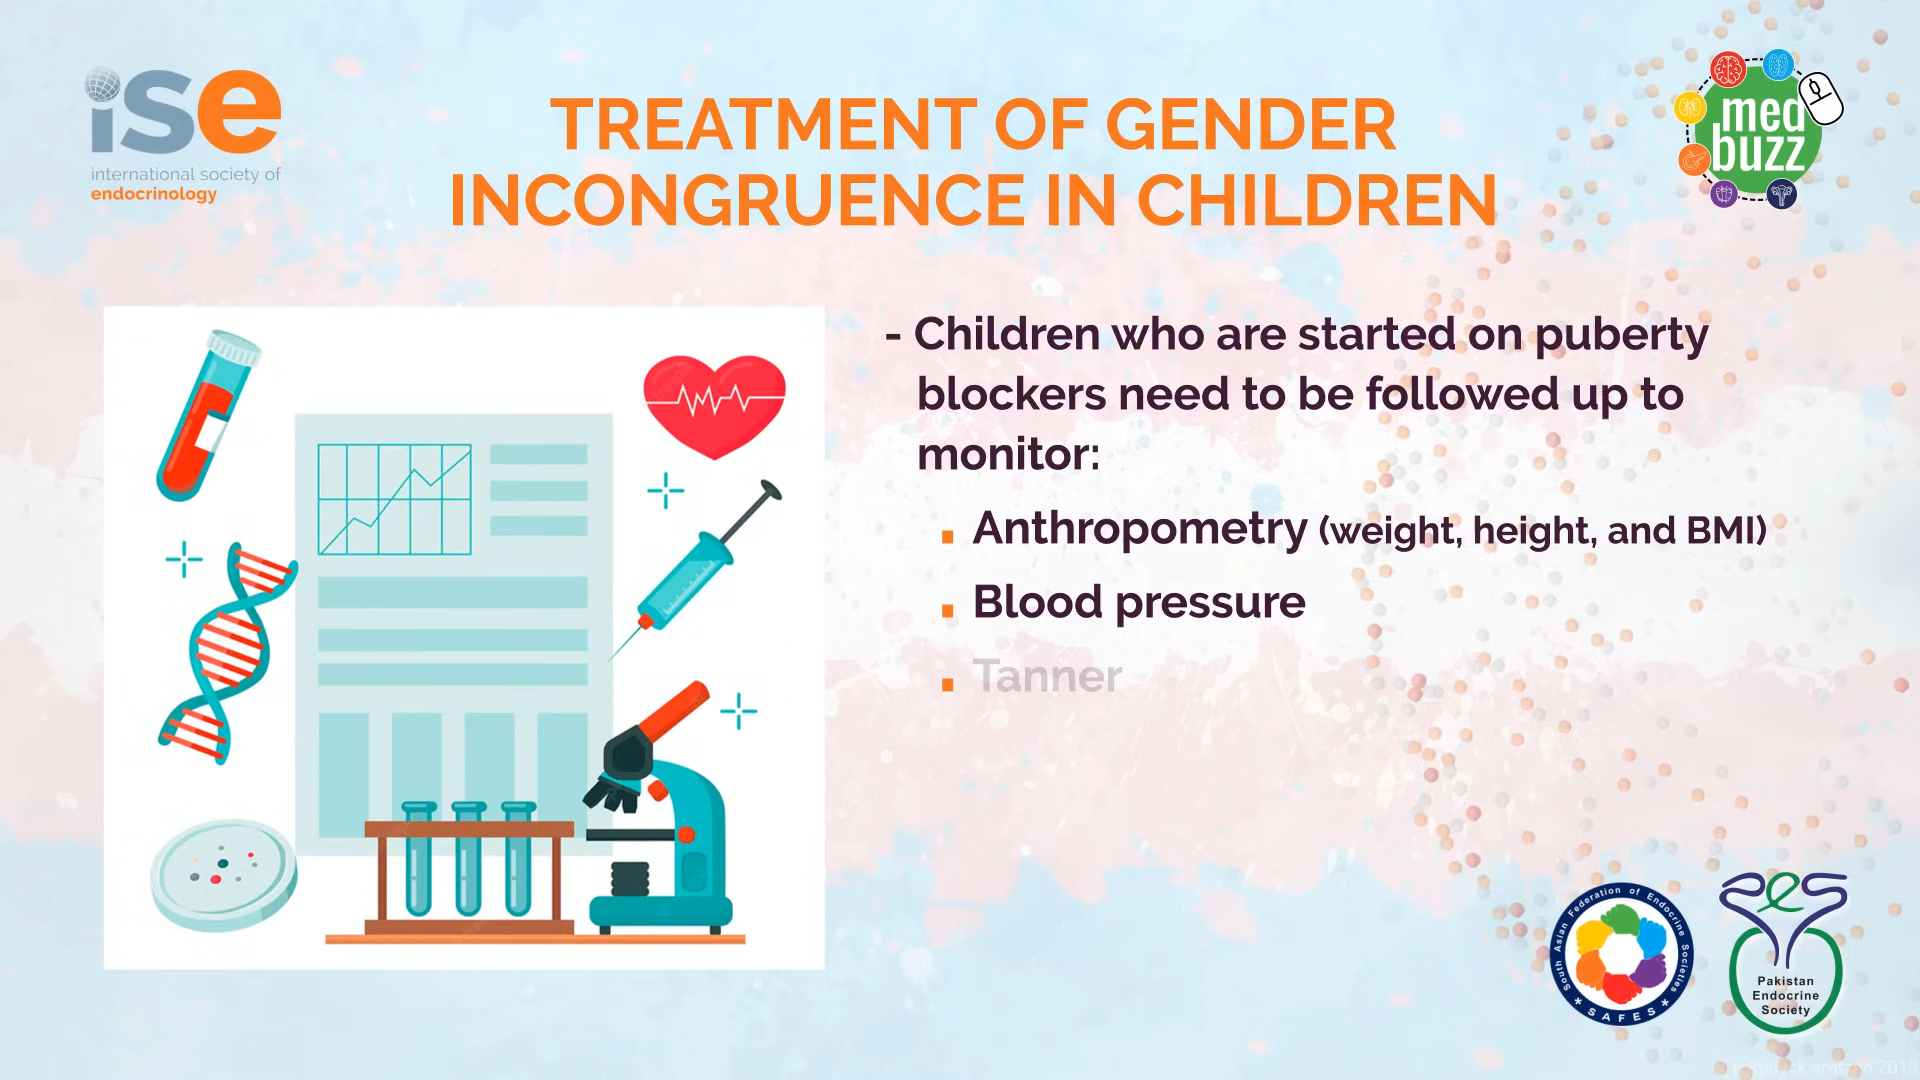 ise
international society of
endocrinology
TREATMENT OF GENDER
INCONGRUENCE IN CHILDREN
med
buzz
- Children who are started on puberty
blockers need to be followed up to
monitor:
Anthropometry (weight, height, and BMI)
Blood pressure
Tanner
South Asian Federation of Endocrine Societies
SAFES
PES
Pakistan
Endocrine
Society